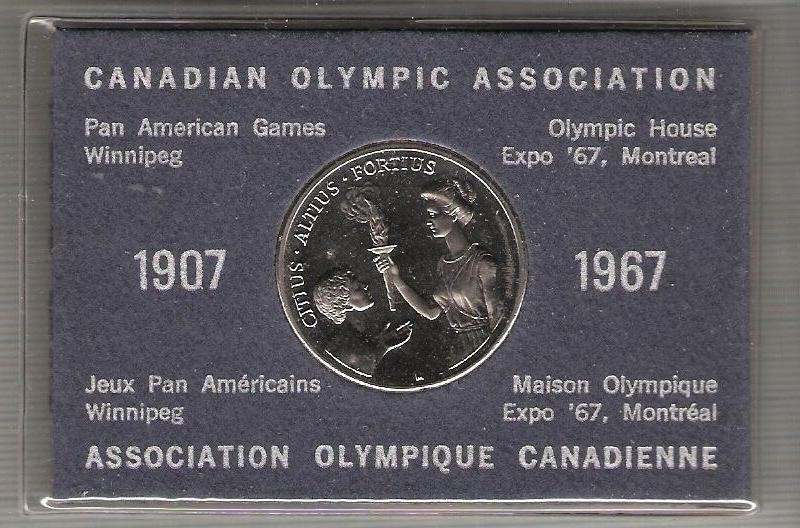 CANADIAN OLYMPIC ASSOCIATION
Pan American Games
Winnipeg
Olympic House
Expo '67, Montreal
CITIUS · ALTIUS · FORTIUS
1907
1967
Jeux Pan Américains
Winnipeg
Maison Olympique
Expo '67, Montréal
ASSOCIATION OLYMPIQUE CANADIENNE